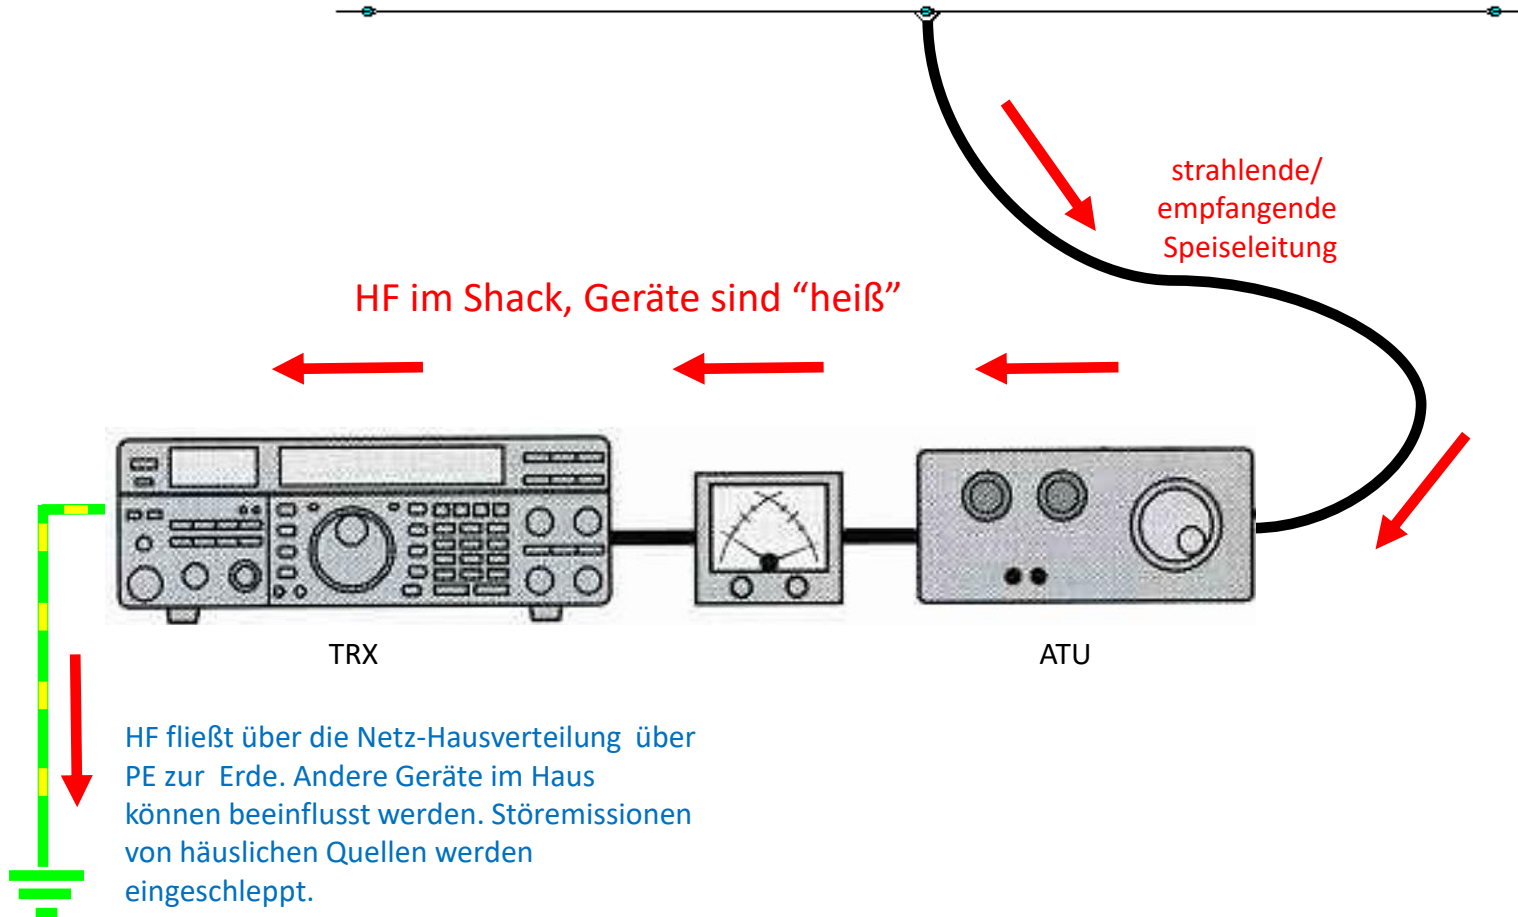 strahlende/
empfangende
Speiseleitung
HF im Shack, Geräte sind “heiß”
TRX
ATU
HF fließt über die Netz-Hausverteilung über
PE zur Erde. Andere Geräte im Haus
können beeinflusst werden. Störemissionen
von häuslichen Quellen werden
eingeschleppt.